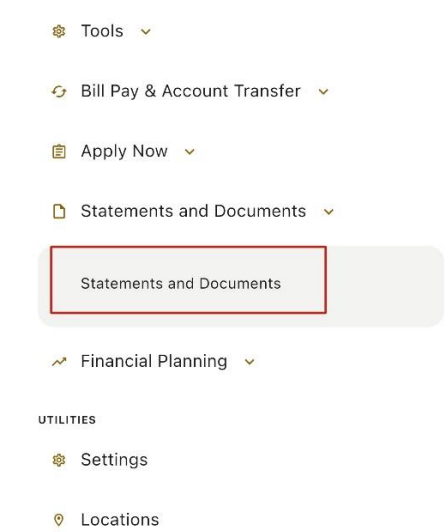 Tools
Bill Pay & Account Transfer
Apply Now
Statements and Documents
Statements and Documents
Financial Planning
UTILITIES
Settings
Locations